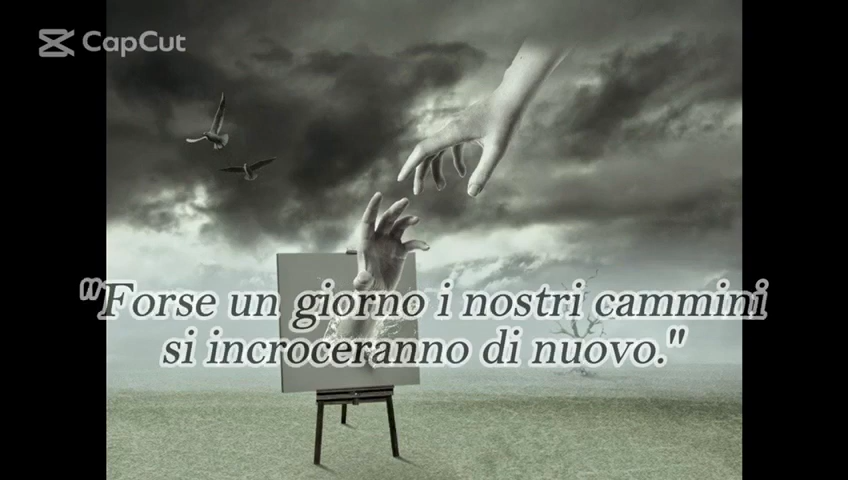 CapCut
"Forse un giorno i nostri cammini
si incroceranno di nuovo."